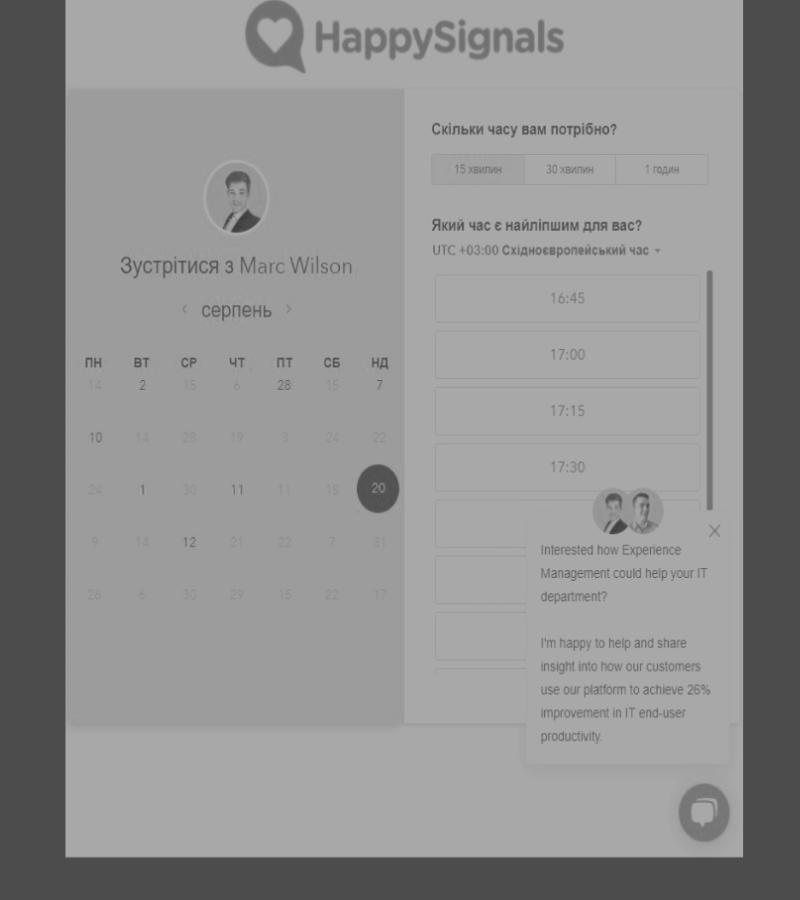 HappySignals
Зустрітися з Marc Wilson
серпень
ПН ВТ СР ЧТ ПТ СБ НД
14 2 15 6 28 15 7
10 14 28 19 3 24 22
24 1 30 11 11 15 20
9 14 12 21 22 7 31
28 6 30 29 15 22 17
Скільки часу вам потрібно?
15 хвилин 30 хвилин 1 годин
Який час є найліпшим для вас?
UTC +03:00 Східноєвропейський час
16:45
17:00
17:15
17:30
Interested how Experience
Management could help your IT
department?
I'm happy to help and share
insight into how our customers
use our platform to achieve 26%
improvement in IT end-user
productivity.